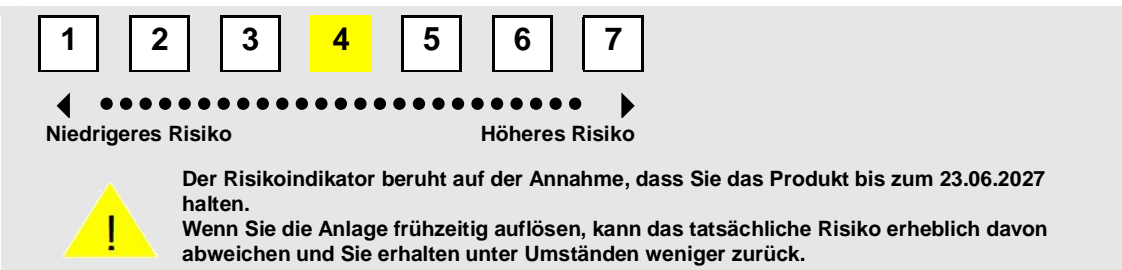 1 2 3 4 5 6 7
Niedrigeres Risiko Höheres Risiko
Der Risikoindikator beruht auf der Annahme, dass Sie das Produkt bis zum 23.06.2027
halten.
Wenn Sie die Anlage frühzeitig auflösen, kann das tatsächliche Risiko erheblich davon
abweichen und Sie erhalten unter Umständen weniger zurück.
!